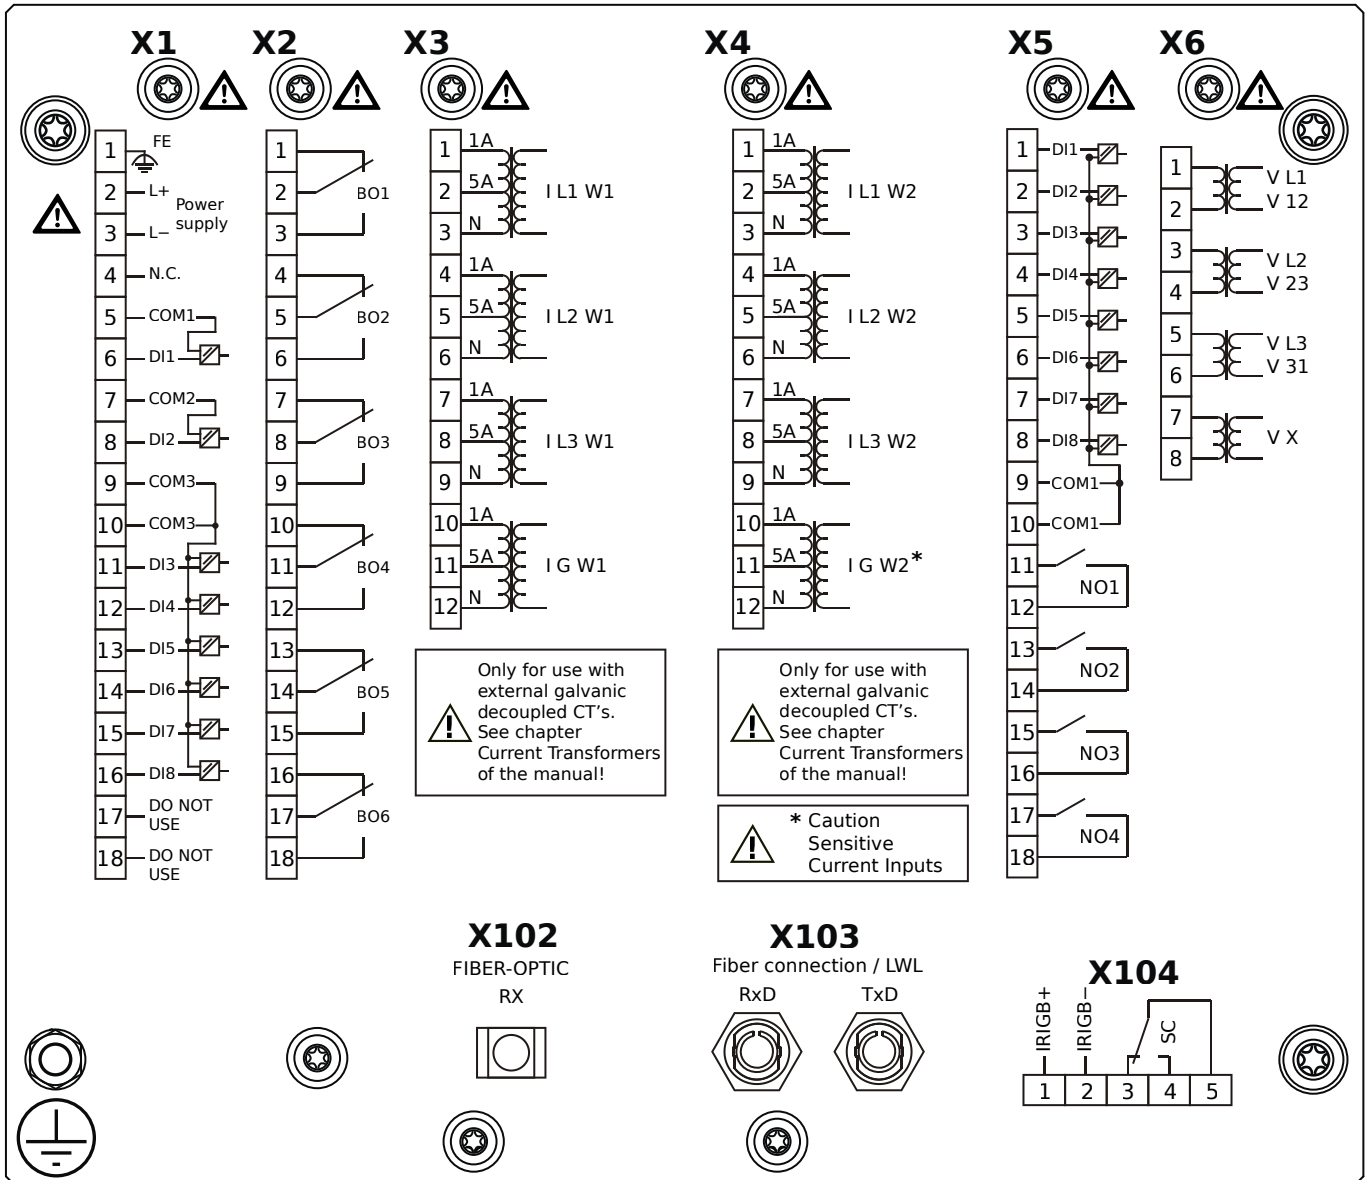 X1
X2
X3
X4
X5
X6
1
FE
2
L+
Power
supply
3
L−
4
N.C.
5
COM1
6
DI1
7
COM2
8
DI2
9
COM3
10
COM3
11
DI3
12
DI4
13
DI5
14
DI6
15
DI7
16
DI8
17
DO NOT
USE
18
DO NOT
USE
1
2
BO1
3
4
5
BO2
6
7
8
BO3
9
10
11
BO4
12
13
14
BO5
15
16
17
BO6
18
1
1A
2
5A
I L1 W1
3
N
4
1A
5
5A
I L2 W1
6
N
7
1A
8
5A
I L3 W1
9
N
10
1A
11
5A
I G W1
12
N
Only for use with
external galvanic
decoupled CT's.
See chapter
Current Transformers
of the manual!
1
1A
2
5A
I L1 W2
3
N
4
1A
5
5A
I L2 W2
6
N
7
1A
8
5A
I L3 W2
9
N
10
1A
11
5A
I G W2*
12
N
Only for use with
external galvanic
decoupled CT's.
See chapter
Current Transformers
of the manual!
* Caution
Sensitive
Current Inputs
1
DI1
2
DI2
3
DI3
4
DI4
5
DI5
6
DI6
7
DI7
8
DI8
9
COM1
10
COM1
11
NO1
12
13
NO2
14
15
NO3
16
17
NO4
18
1
V L1
2
V 12
3
V L2
4
V 23
5
V L3
6
V 31
7
V X
8
X102
FIBER-OPTIC
RX
X103
Fiber connection / LWL
RxD
TxD
X104
IRIGB+
IRIGB−
SC
1
2
3
4
5